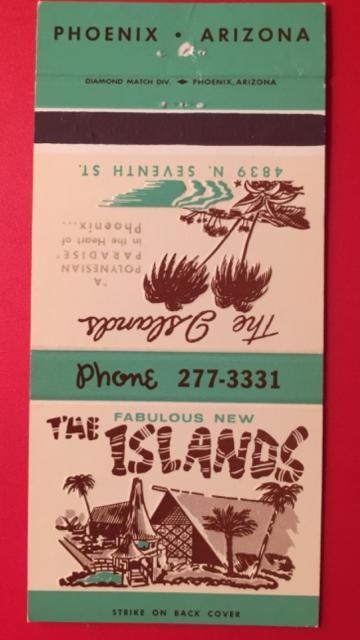 PHOENIX • ARIZONA
DIAMOND MATCH DIV. ◆ PHOENIX, ARIZONA
The Islands
"A
POLYNESIAN
PARADISE"
in the Heart of
Phoenix...
4839 N. SEVENTH ST.
Phone 277-3331
FABULOUS NEW
THE ISLANDS
STRIKE ON BACK COVER